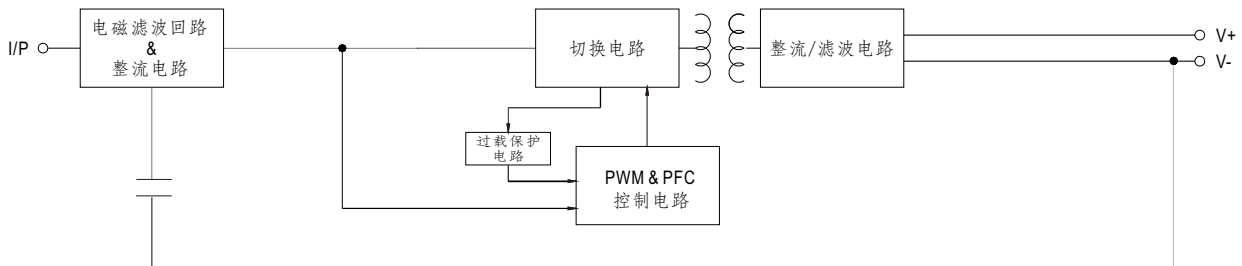 I/P
电磁滤波回路
&
整流电路
切换电路
整流/滤波电路
V+
V-
过载保护
电路
PWM & PFC
控制电路